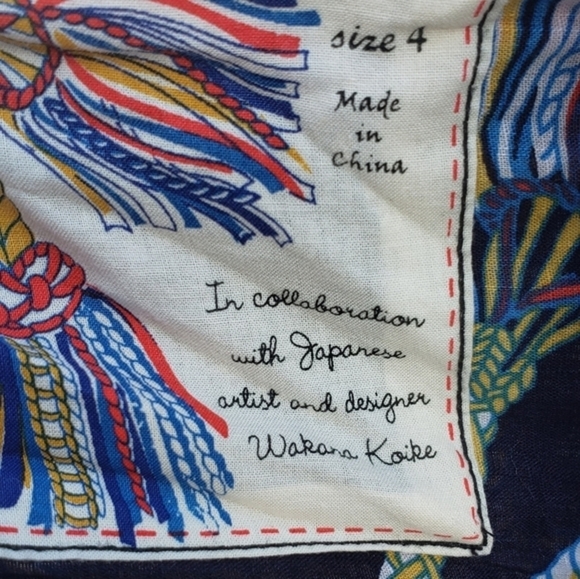 size 4
Made
in
China
In collaboration
with Japanese
artist and designer
Wakana Koike